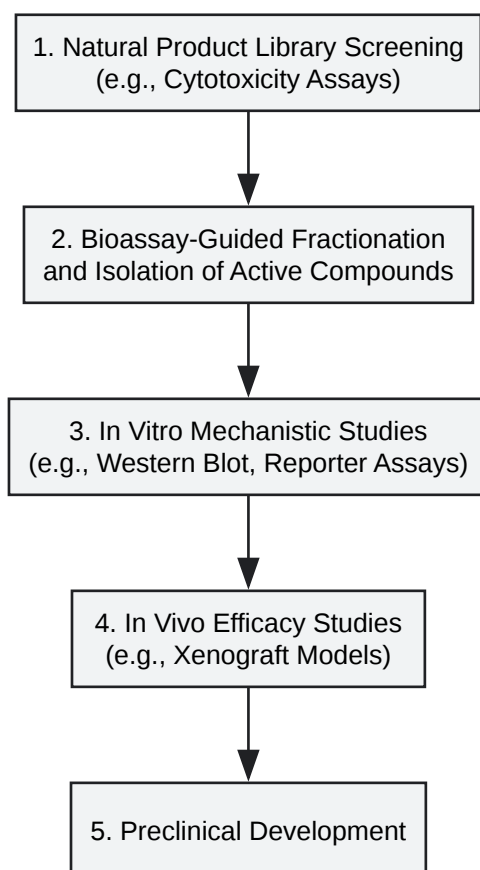 1. Natural Product Library Screening
(e.g., Cytotoxicity Assays)
2. Bioassay-Guided Fractionation
and Isolation of Active Compounds
3. In Vitro Mechanistic Studies
(e.g., Western Blot, Reporter Assays)
4. In Vivo Efficacy Studies
(e.g., Xenograft Models)
5. Preclinical Development